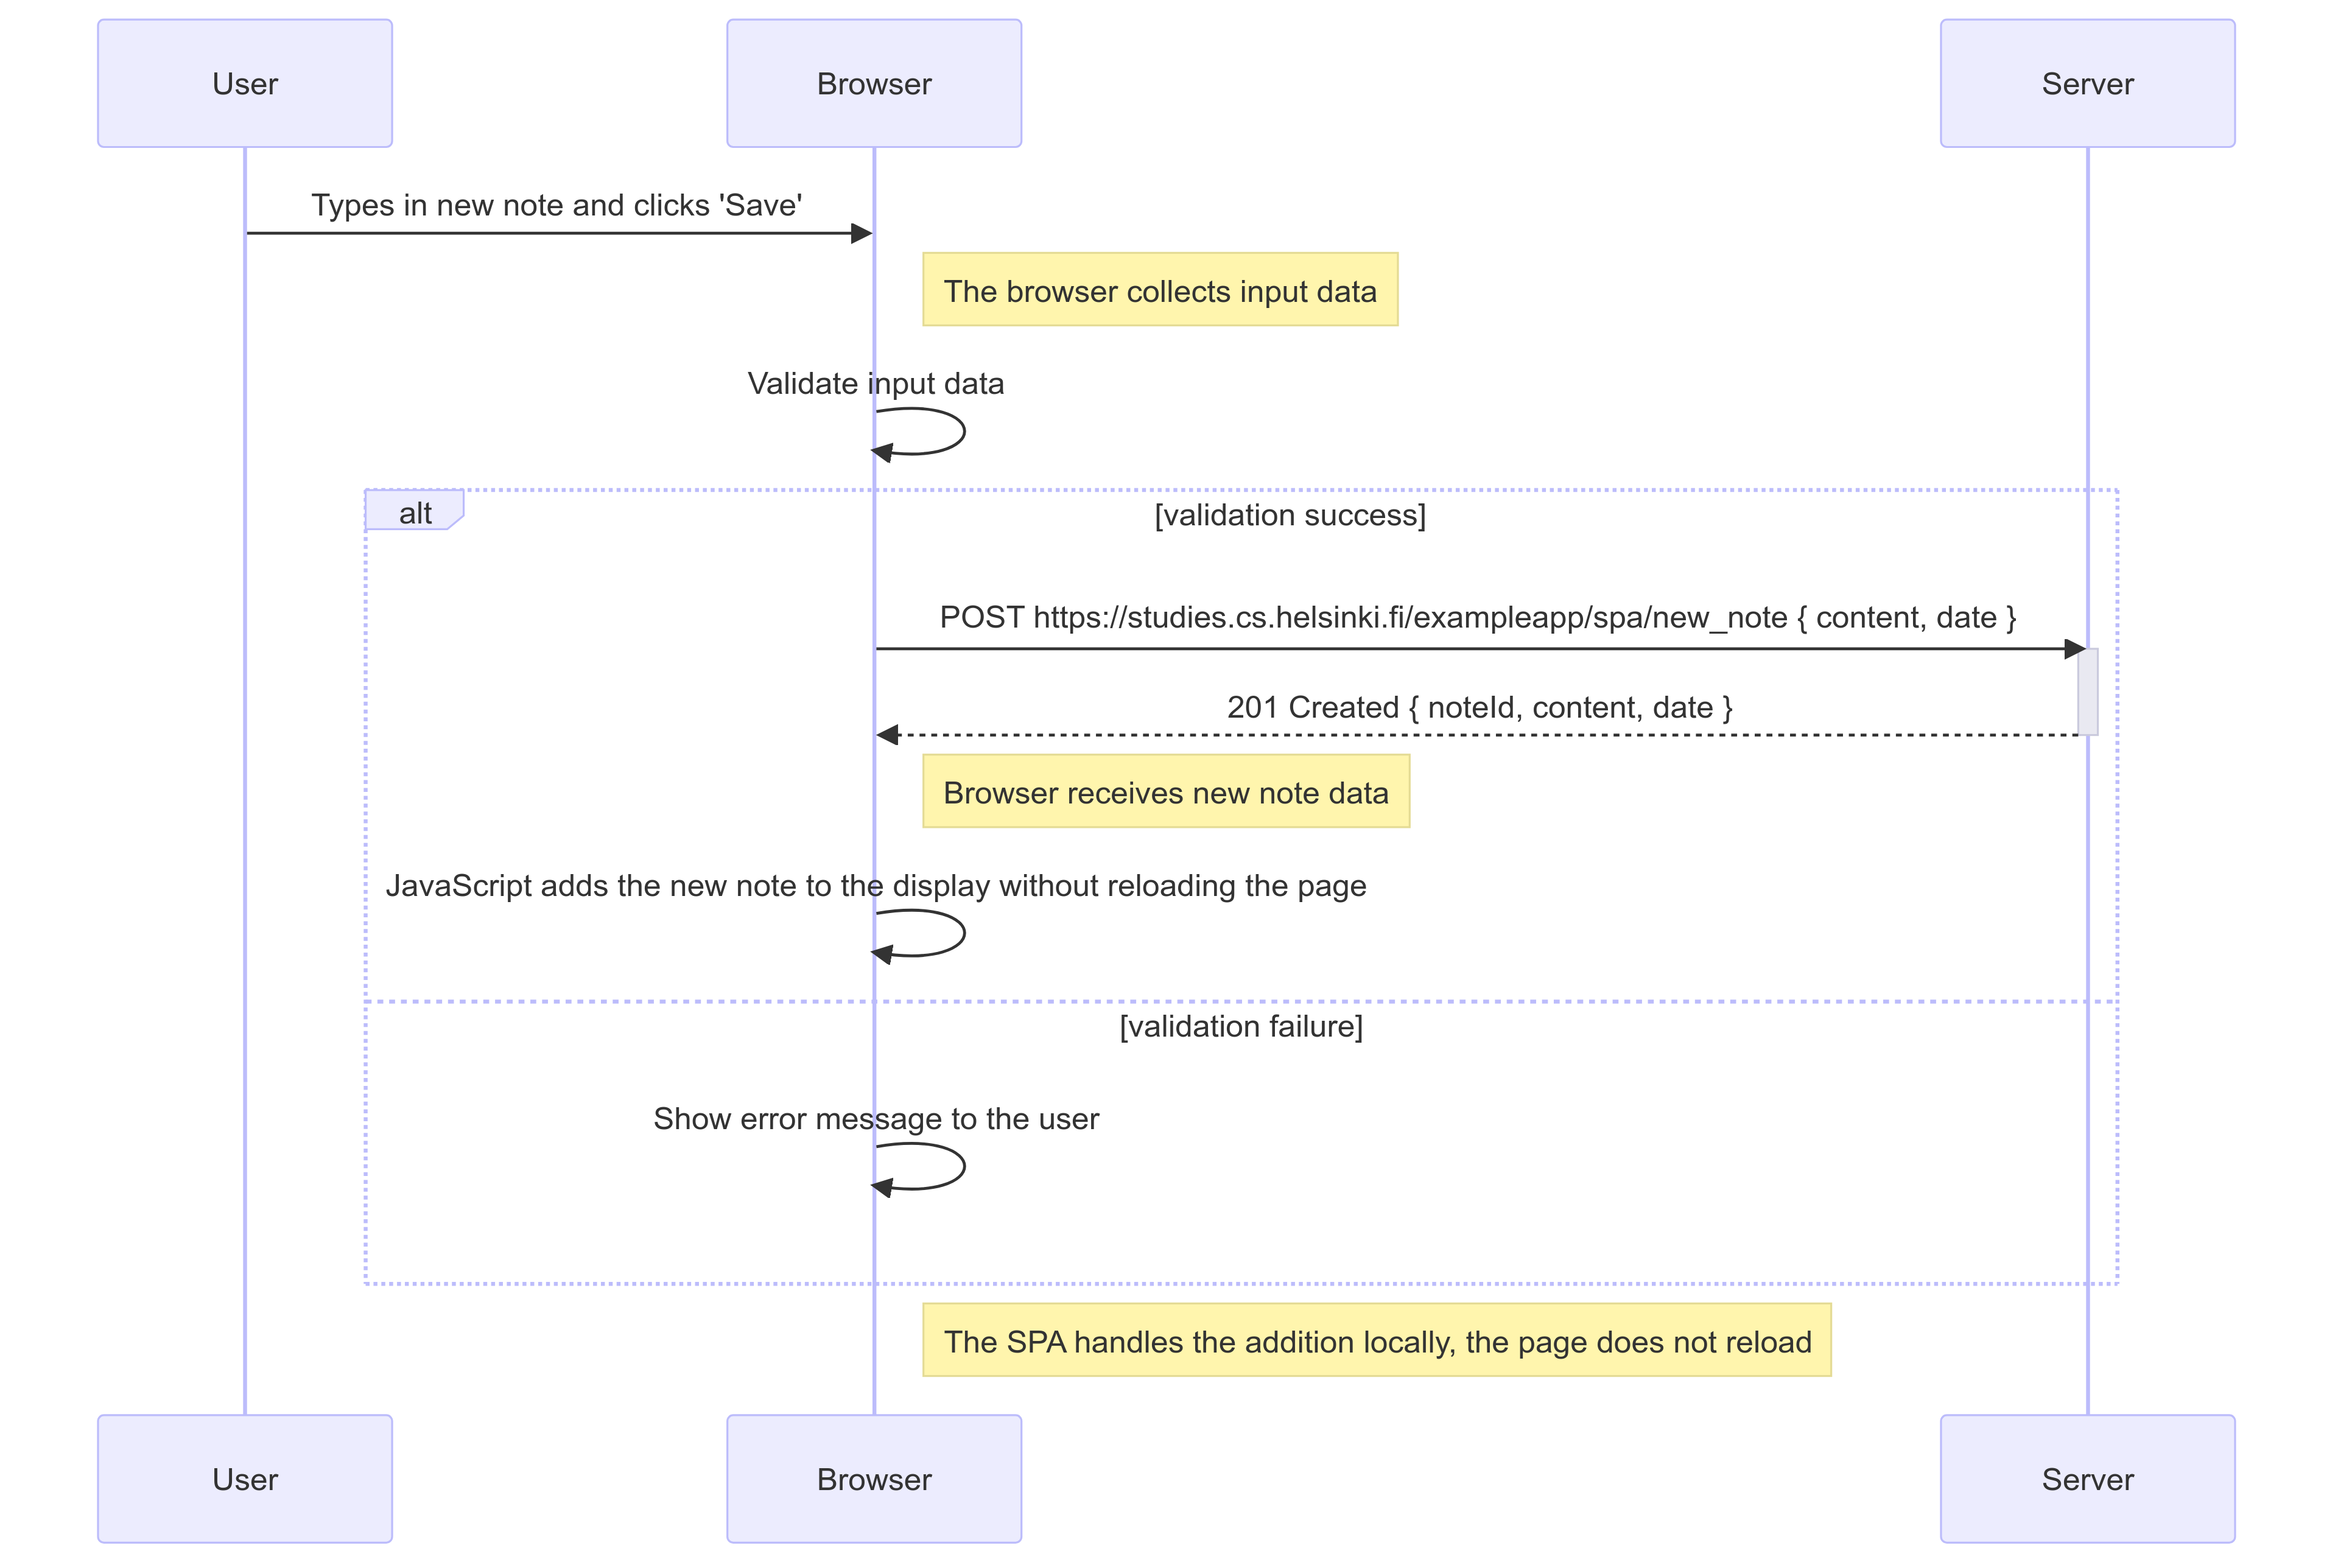 User
Browser
Server
Types in new note and clicks 'Save'
The browser collects input data
Validate input data
alt
[validation success]
POST https://studies.cs.helsinki.fi/exampleapp/spa/new_note { content, date }
201 Created { noteId, content, date }
Browser receives new note data
JavaScript adds the new note to the display without reloading the page
[validation failure]
Show error message to the user
The SPA handles the addition locally, the page does not reload
User
Browser
Server